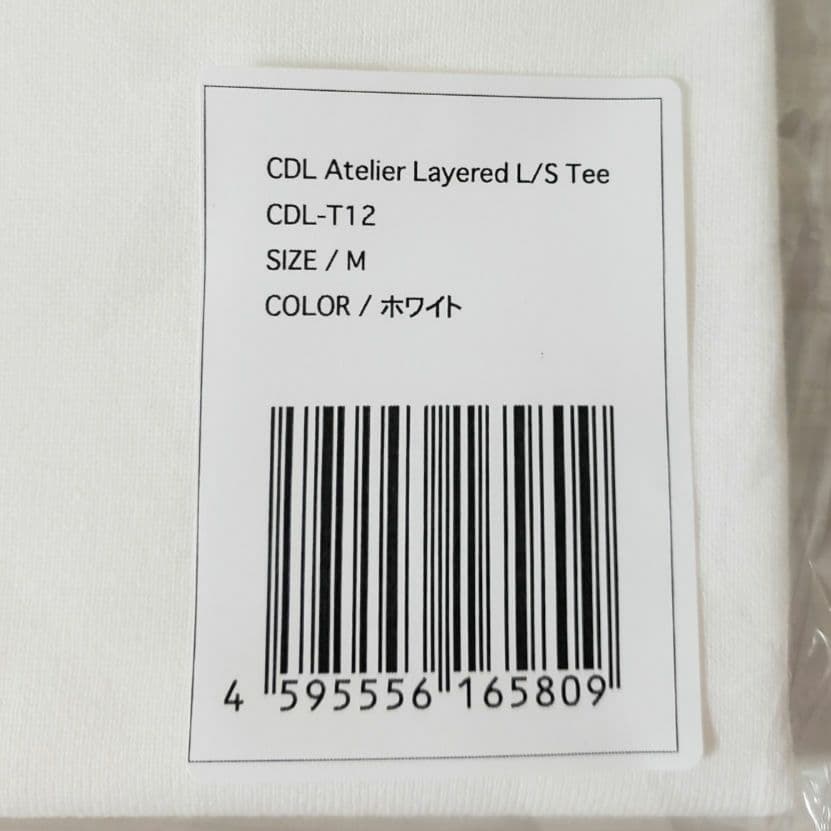 CDL Atelier Layered L/S Tee
CDL-T12
SIZE / M
COLOR / ホワイト
4 595556 165809